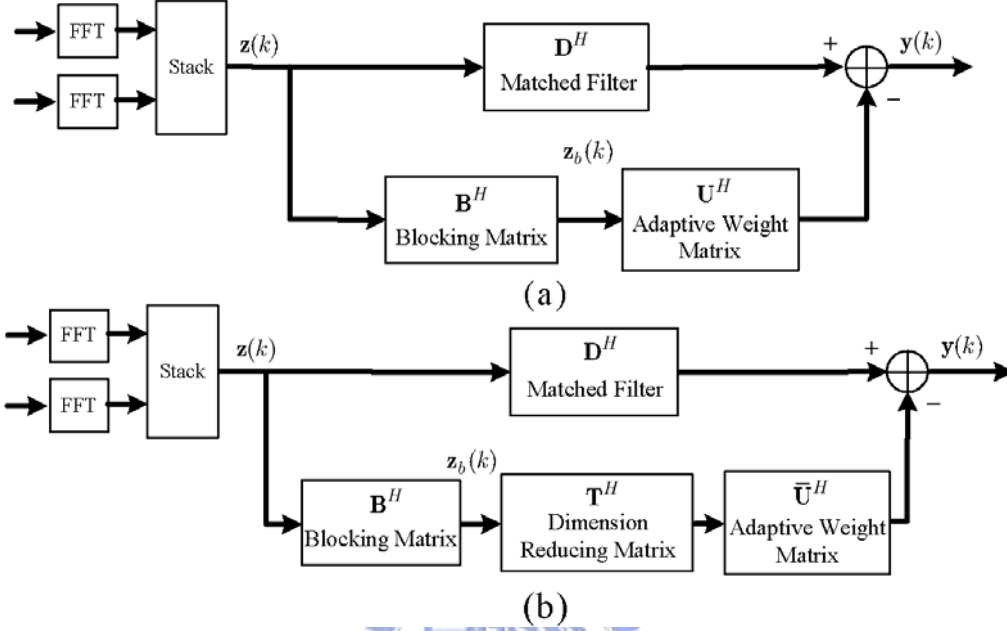 FFT
FFT
Stack
z(k)
D^H
Matched Filter
+
y(k)
−
z_b(k)
B^H
Blocking Matrix
U^H
Adaptive Weight
Matrix
(a)
FFT
FFT
Stack
z(k)
D^H
Matched Filter
+
y(k)
−
z_b(k)
B^H
Blocking Matrix
T^H
Dimension
Reducing Matrix
Ū^H
Adaptive Weight
Matrix
(b)